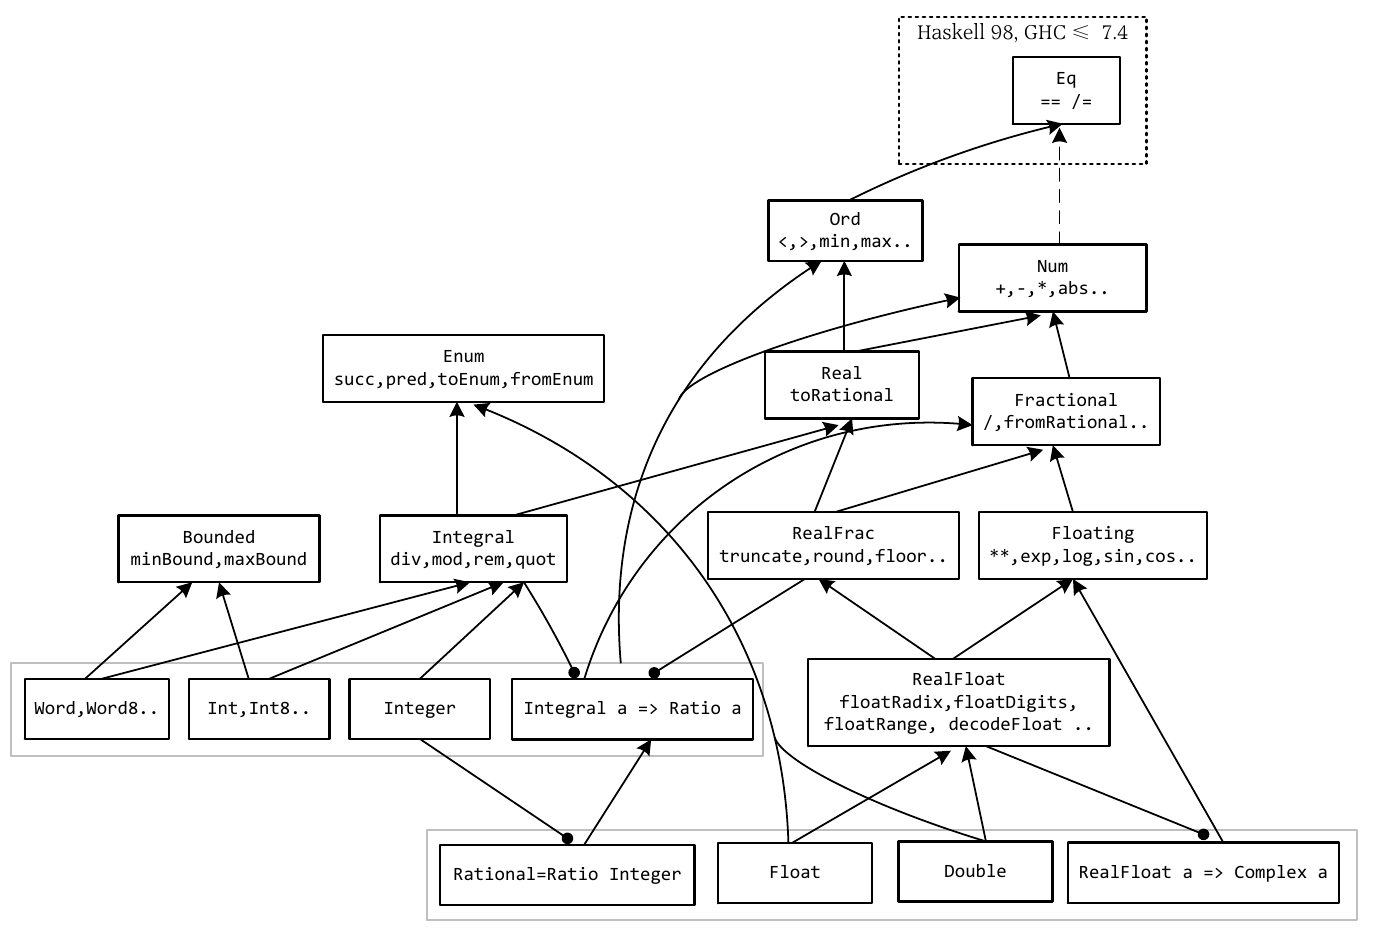 Haskell 98, GHC ⩽ 7.4
Eq
== /=
Ord
<,>,min,max..
Num
+,-,*,abs..
Enum
succ,pred,toEnum,fromEnum
Real
toRational
Fractional
/,fromRational..
Bounded
minBound,maxBound
Integral
div,mod,rem,quot
RealFrac
truncate,round,floor..
Floating
**,exp,log,sin,cos..
Word,Word8..
Int,Int8..
Integer
Integral a => Ratio a
RealFloat
floatRadix,floatDigits,
floatRange, decodeFloat ..
Rational=Ratio Integer
Float
Double
RealFloat a => Complex a